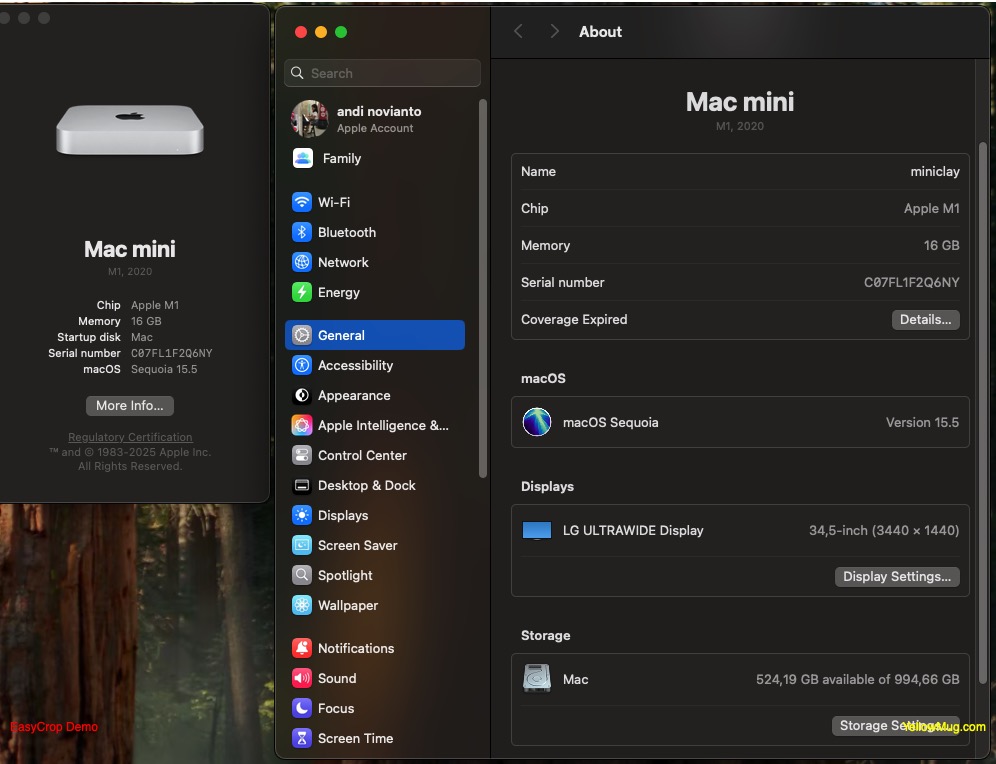 Mac mini
M1, 2020
Chip Apple M1
Memory 16 GB
Startup disk Mac
Serial number C07FL1F2Q6NY
macOS Sequoia 15.5
More Info...
Regulatory Certification
™ and © 1983-2025 Apple Inc.
All Rights Reserved.
EasyCrop Demo
Search
andi novianto
Apple Account
Family
Wi-Fi
Bluetooth
Network
Energy
General
Accessibility
Appearance
Apple Intelligence &...
Control Center
Desktop & Dock
Displays
Screen Saver
Spotlight
Wallpaper
Notifications
Sound
Focus
Screen Time
About
Mac mini
M1, 2020
Name miniclay
Chip Apple M1
Memory 16 GB
Serial number C07FL1F2Q6NY
Coverage Expired Details...
macOS
macOS Sequoia Version 15.5
Displays
LG ULTRAWIDE Display 34,5-inch (3440 × 1440)
Display Settings...
Storage
Mac 524,19 GB available of 994,66 GB
Storage Settings...
YellowMug.com